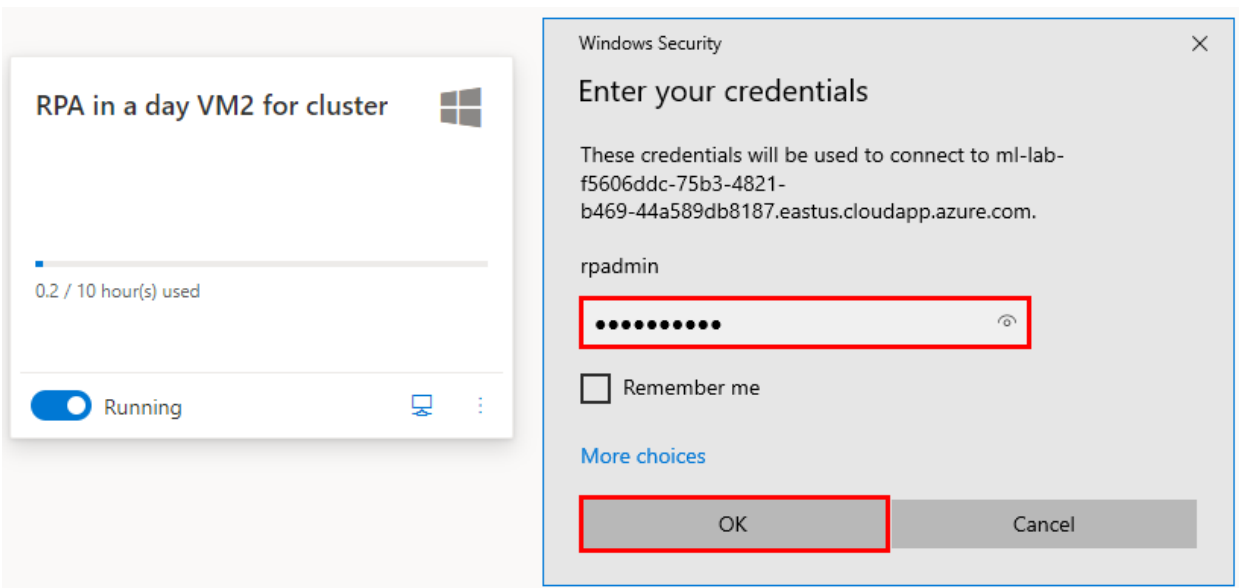 RPA in a day VM2 for cluster
0.2 / 10 hour(s) used
Running
Windows Security
Enter your credentials
These credentials will be used to connect to ml-lab-
f5606ddc-75b3-4821-
b469-44a589db8187.eastus.cloudapp.azure.com.
rpadmin
●●●●●●●●●●
Remember me
More choices
OK
Cancel